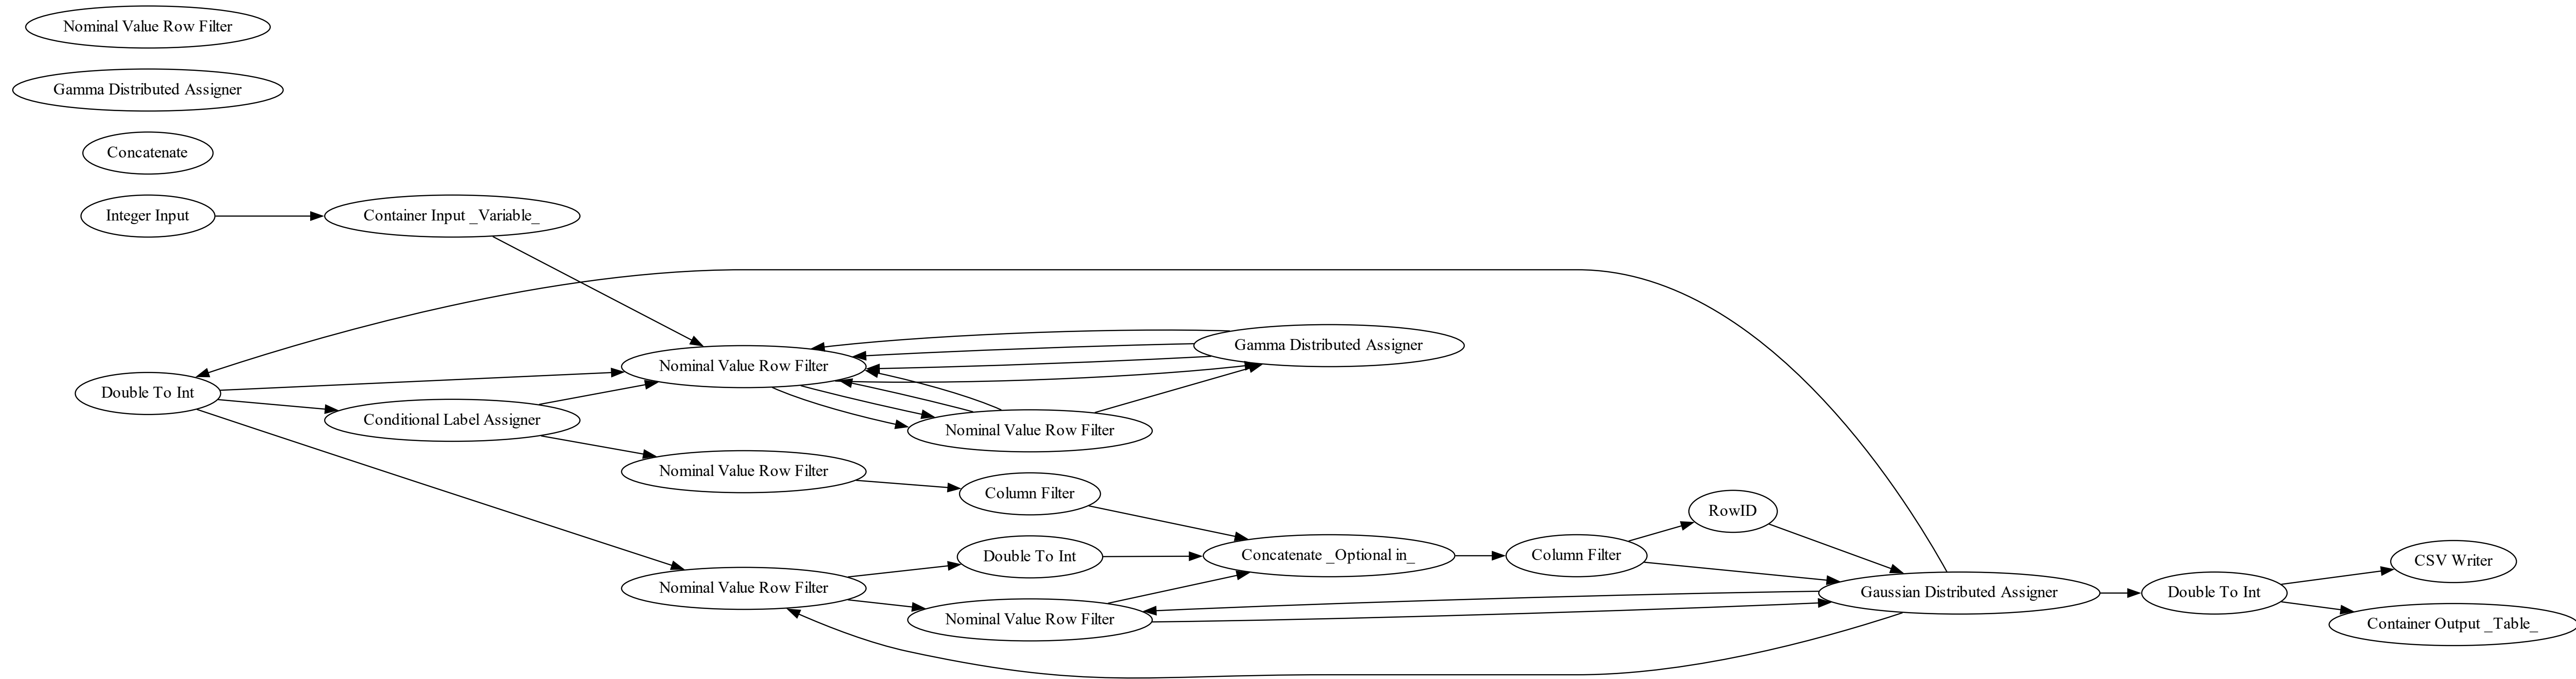 Nominal Value Row Filter
Gamma Distributed Assigner
Concatenate
Integer Input
Container Input _Variable_
Gamma Distributed Assigner
Nominal Value Row Filter
Double To Int
Conditional Label Assigner
Nominal Value Row Filter
Nominal Value Row Filter
Column Filter
RowID
Double To Int
Concatenate _Optional in_
Column Filter
CSV Writer
Nominal Value Row Filter
Gaussian Distributed Assigner
Double To Int
Nominal Value Row Filter
Container Output _Table_